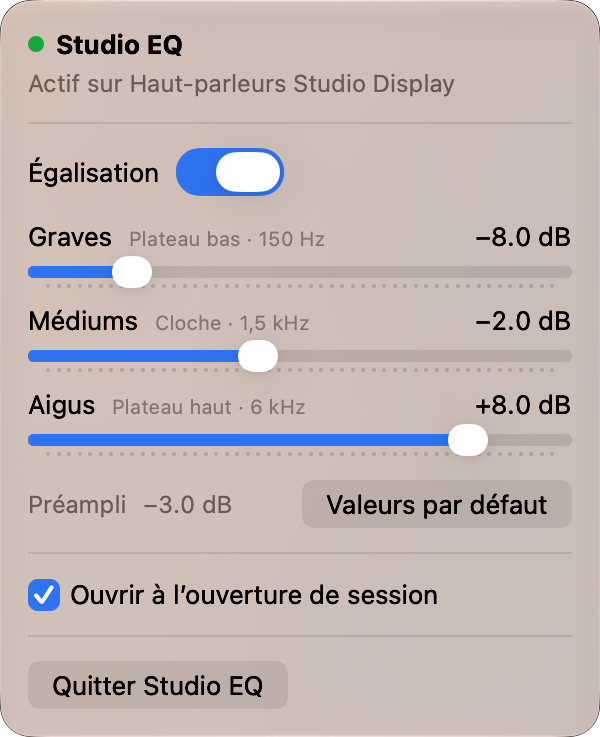 Studio EQ
Actif sur Haut-parleurs Studio Display
Égalisation
Graves Plateau bas · 150 Hz −8.0 dB
Médiums Cloche · 1,5 kHz −2.0 dB
Aigus Plateau haut · 6 kHz +8.0 dB
Préampli −3.0 dB Valeurs par défaut
Ouvrir à l’ouverture de session
Quitter Studio EQ